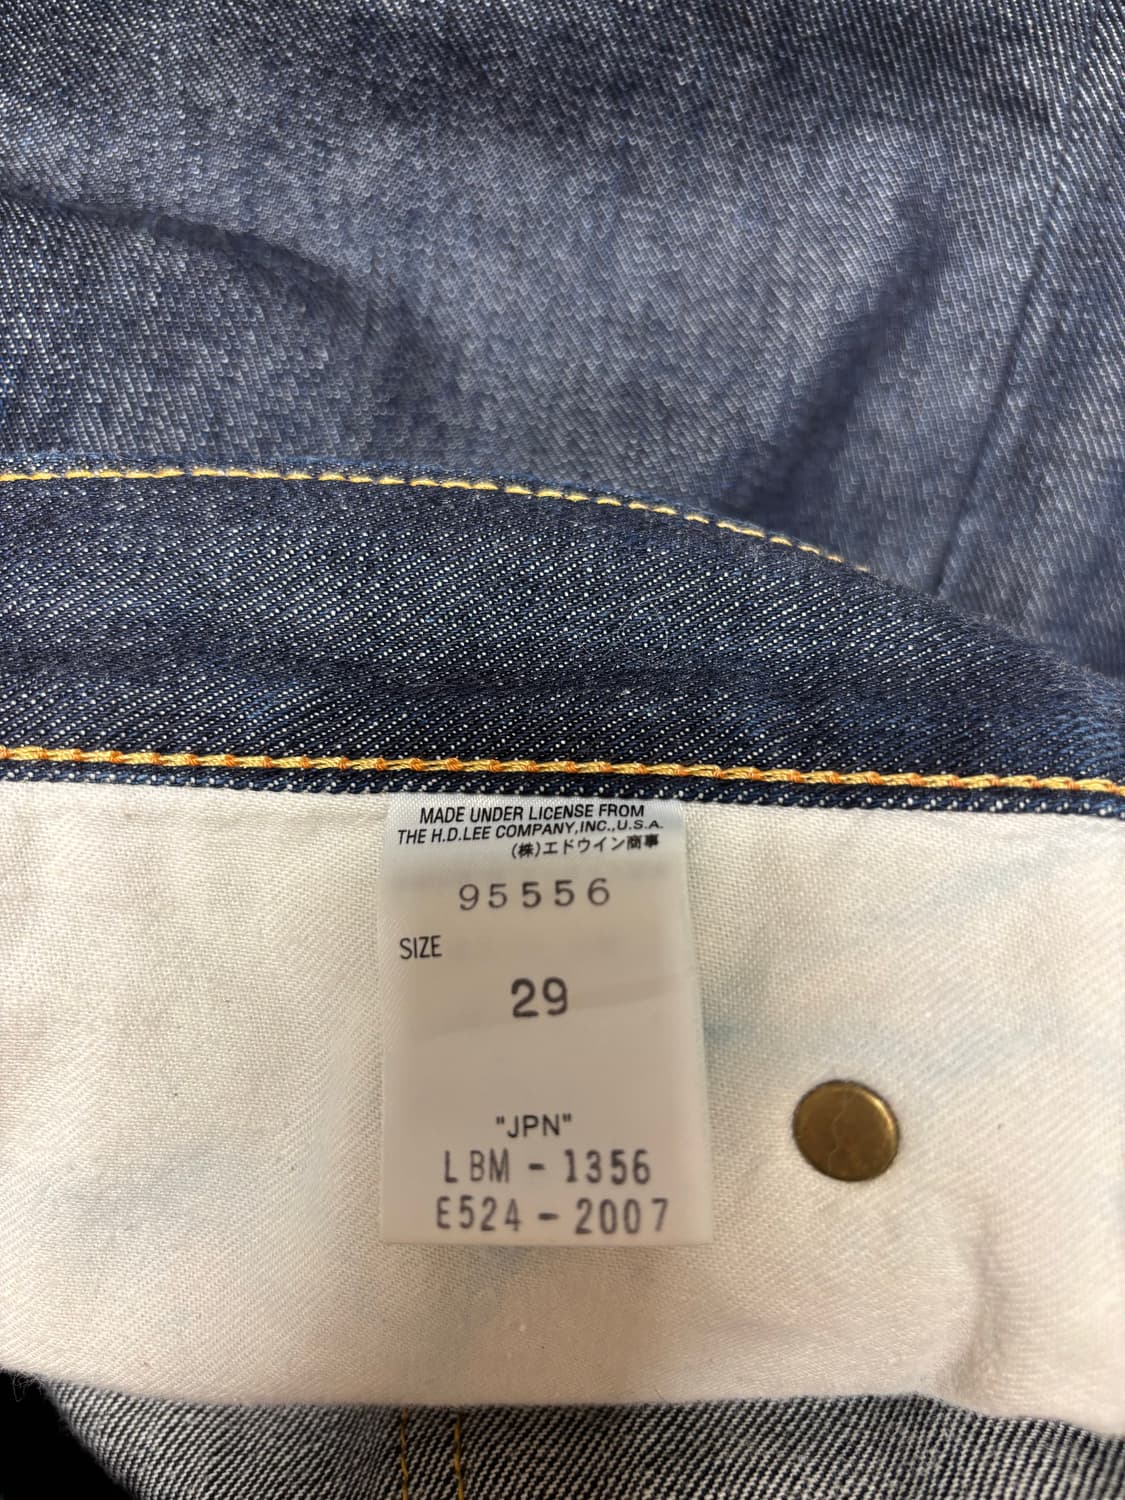 MADE UNDER LICENSE FROM
THE H.D.LEE COMPANY,INC.,U.S.A.
(株)エドウイン商事
95556
SIZE
29
"JPN"
LBM - 1356
E524 - 2007